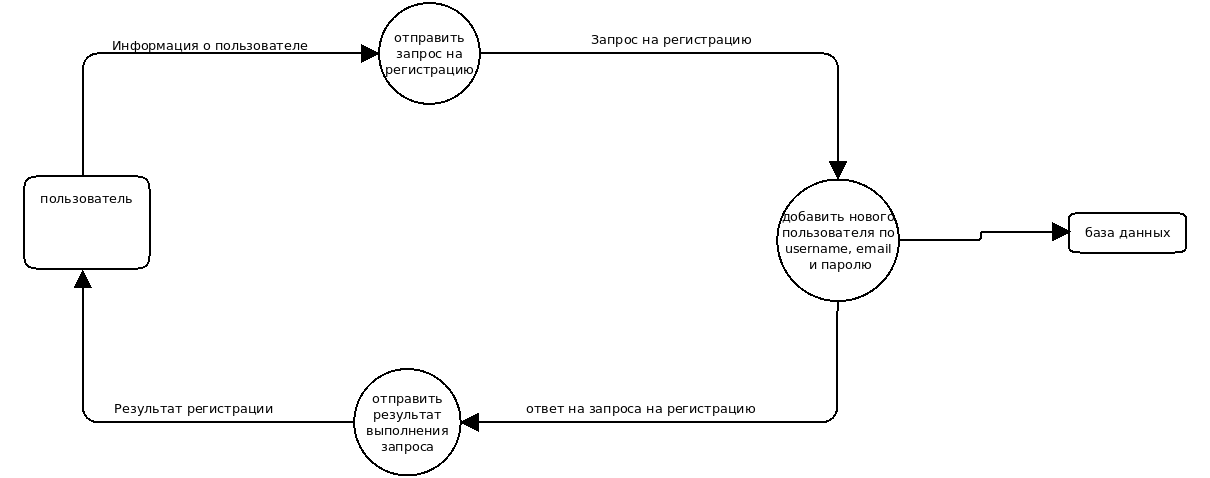 Информация о пользователе
отправить
запрос на
регистрацию
Запрос на регистрацию
пользователь
добавить нового
пользователя по
username, email
и паролю
база данных
Результат регистрации
отправить
результат
выполнения
запроса
ответ на запроса на регистрацию